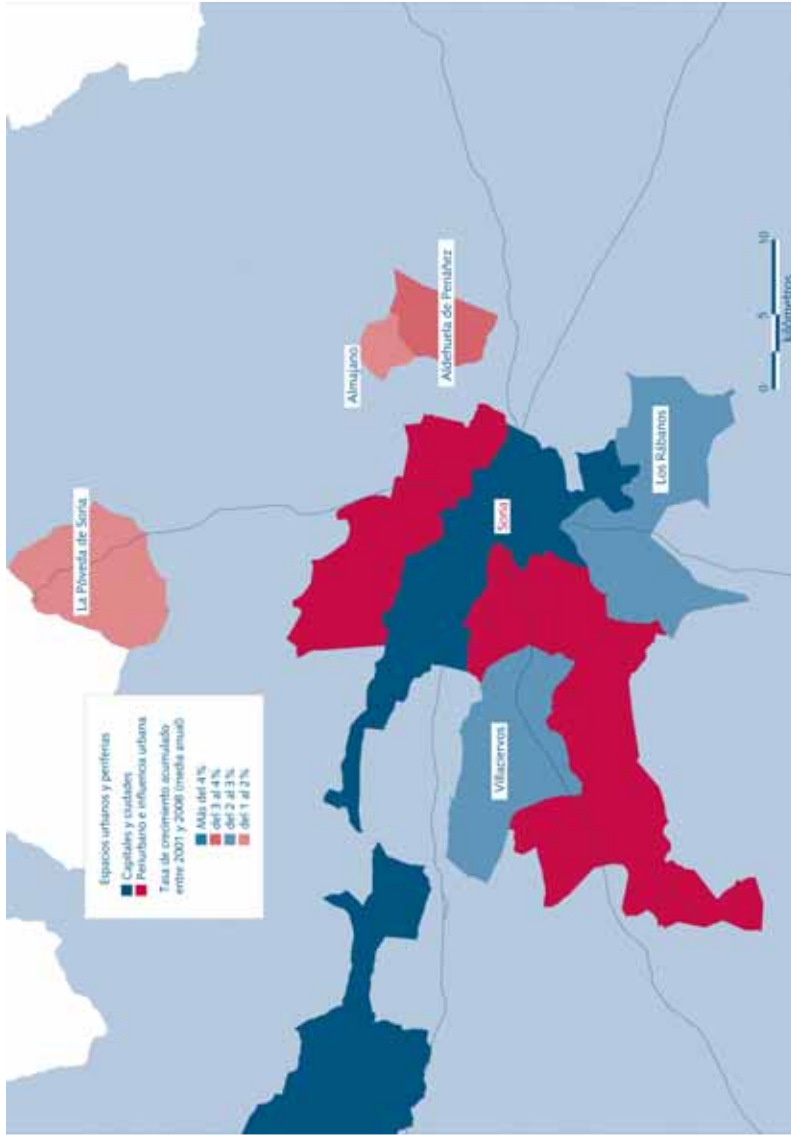 Espacios urbanos y periferias
Capitales y ciudades
Periurbano e influencia urbana
Tasa de crecimiento acumulado
entre 2001 y 2008 (media anual)
Más del 4%
del 3 al 4%
del 2 al 3%
del 1 al 2%
La Póveda de Soria
Almajano
Aldehuela de Periáñez
Soria
Villaciervos
Los Rábanos
0 5 10
kilómetros